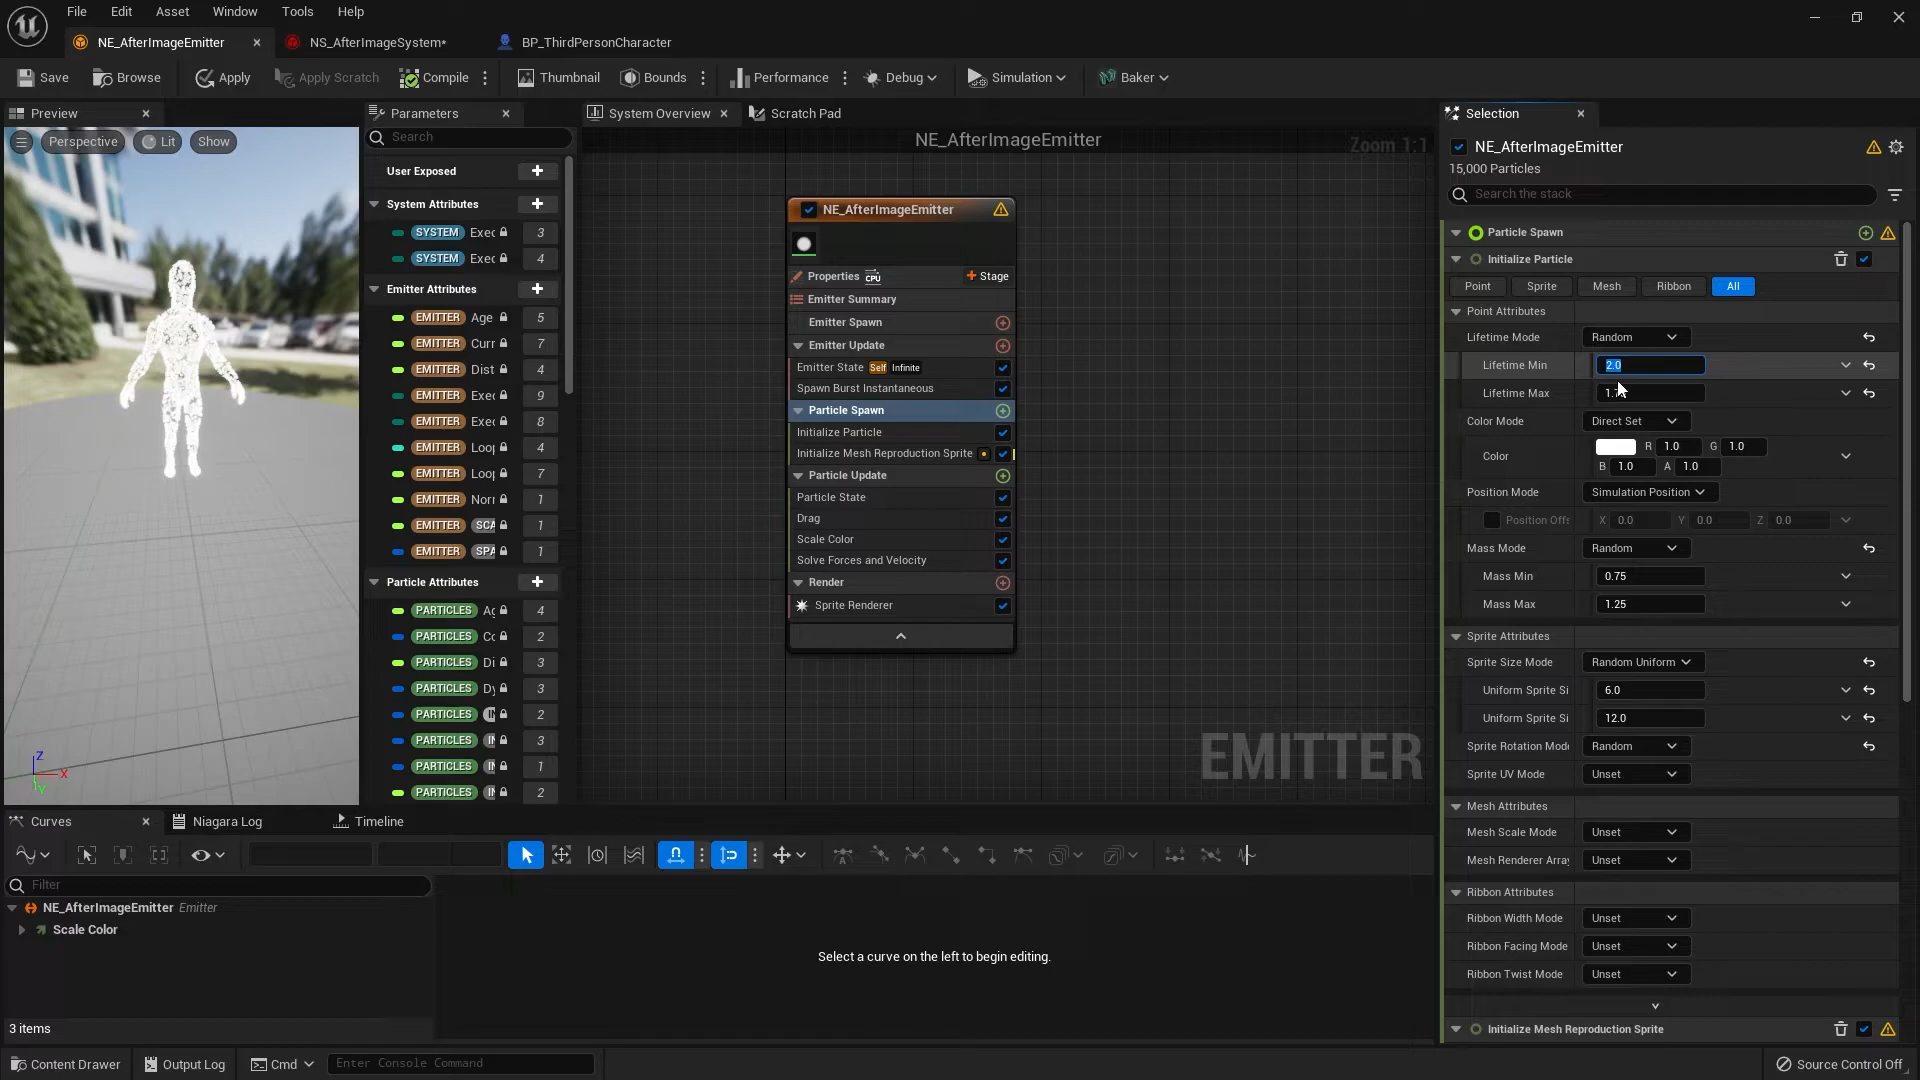 File Edit Asset Window Tools Help
NE_AfterImageEmitter NS_AfterImageSystem* BP_ThirdPersonCharacter
Save Browse Apply Apply Scratch Compile Thumbnail Bounds Performance Debug Simulation Baker
Preview Parameters System Overview Scratch Pad Selection
Perspective Lit Show
Search
User Exposed
System Attributes
SYSTEM Exec 3
SYSTEM Exec 4
Emitter Attributes
EMITTER Age 5
EMITTER Curr 7
EMITTER Dist 4
EMITTER Exec 9
EMITTER Exec 8
EMITTER Loop 4
EMITTER Loop 7
EMITTER Norr 1
EMITTER SCA 1
EMITTER SPA 1
Particle Attributes
PARTICLES 4
PARTICLES 2
PARTICLES Di 3
PARTICLES 3
PARTICLES 2
PARTICLES 3
PARTICLES 1
PARTICLES 2
Z
X
Y
NE_AfterImageEmitter
Zoom 1:1
NE_AfterImageEmitter
Properties CPU Stage
Emitter Summary
Emitter Spawn
Emitter Update
Emitter State Self Infinite
Spawn Burst Instantaneous
Particle Spawn
Initialize Particle
Initialize Mesh Reproduction Sprite
Particle Update
Particle State
Drag
Scale Color
Solve Forces and Velocity
Render
Sprite Renderer
EMITTER
NE_AfterImageEmitter
15,000 Particles
Search the stack
Particle Spawn
Initialize Particle
Point Sprite Mesh Ribbon All
Point Attributes
Lifetime Mode Random
Lifetime Min 2.0
Lifetime Max
Color Mode Direct Set
Color R 1.0 G 1.0
B 1.0 A 1.0
Position Mode Simulation Position
Position Offs X 0.0 Y 0.0 Z 0.0
Mass Mode Random
Mass Min 0.75
Mass Max 1.25
Sprite Attributes
Sprite Size Mode Random Uniform
Uniform Sprite Si 6.0
Uniform Sprite Si 12.0
Sprite Rotation Mode Random
Sprite UV Mode Unset
Mesh Attributes
Mesh Scale Mode Unset
Mesh Renderer Array Unset
Ribbon Attributes
Ribbon Width Mode Unset
Ribbon Facing Mode Unset
Ribbon Twist Mode Unset
Initialize Mesh Reproduction Sprite
Curves Niagara Log Timeline
Filter
NE_AfterImageEmitter Emitter
Scale Color
Select a curve on the left to begin editing.
3 items
Content Drawer Output Log Cmd Enter Console Command Source Control Off